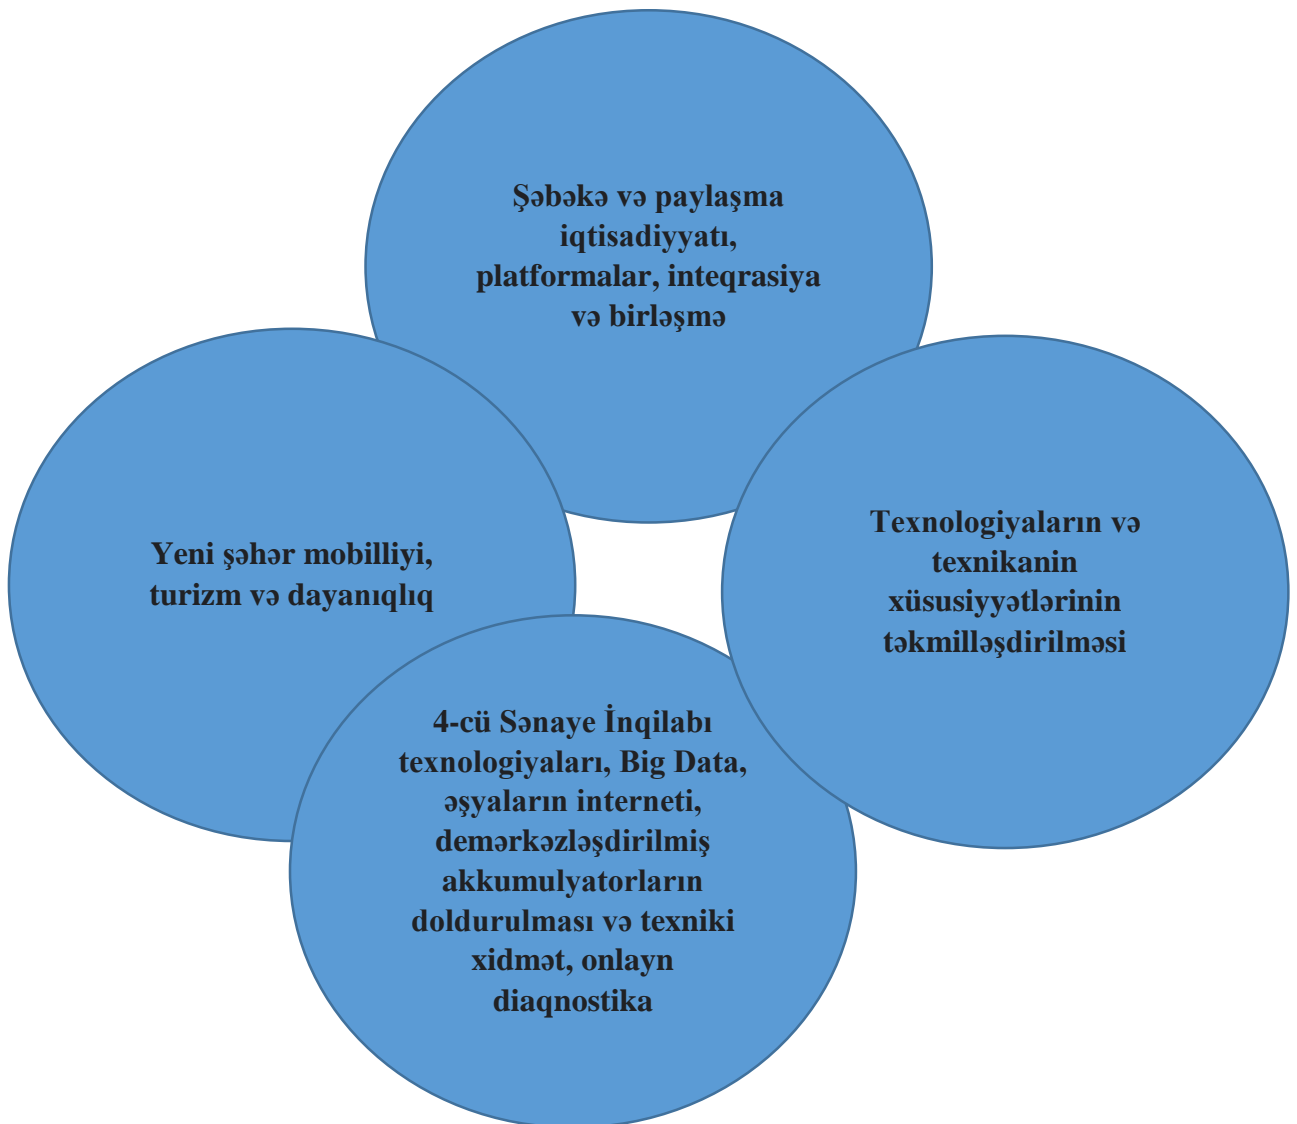 Şəbəkə və paylaşma
iqtisadiyyatı,
platformalar, inteqrasiya
və birləşmə
Yeni şəhər mobilliyi,
turizm və dayanıqlıq
Texnologiyaların və
texnikanin
xüsusiyyətlərinin
təkmilləşdirilməsi
4-cü Sənaye İnqilabı
texnologiyaları, Big Data,
əşyaların interneti,
demərkəzləşdirilmiş
akkumulyatorların
doldurulması və texniki
xidmət, onlayn
diaqnostika